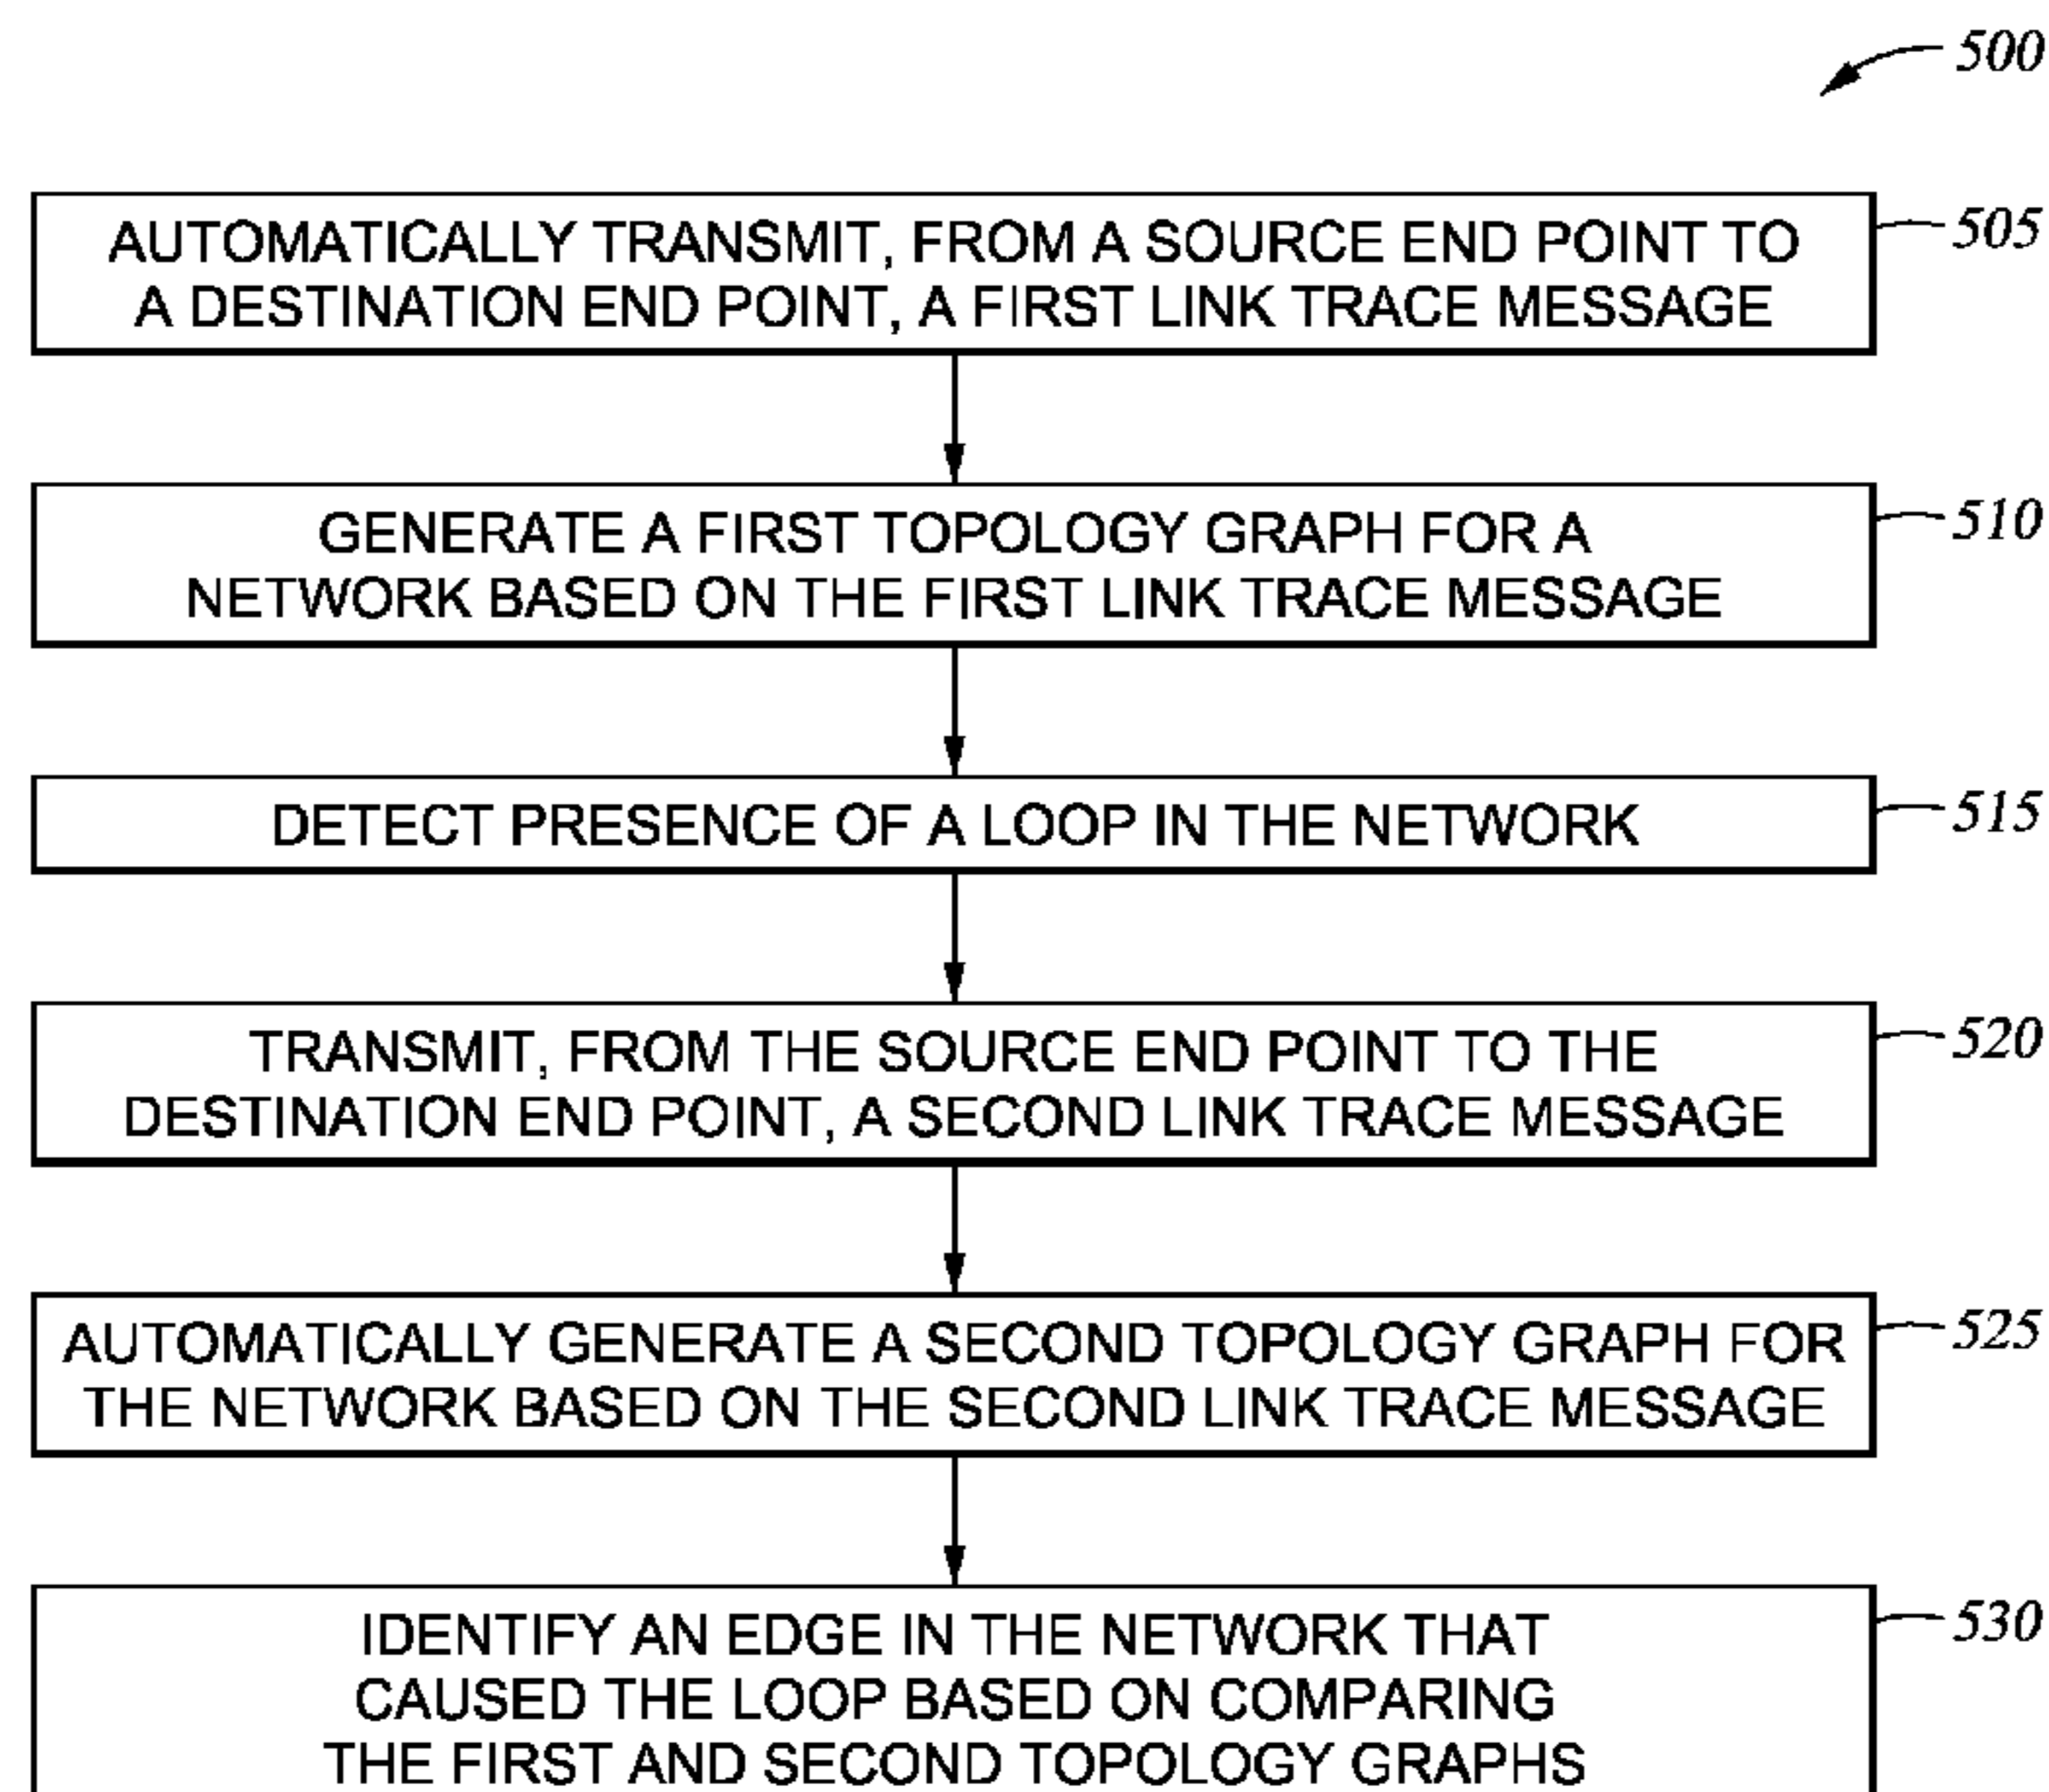 500
AUTOMATICALLY TRANSMIT, FROM A SOURCE END POINT TO
A DESTINATION END POINT, A FIRST LINK TRACE MESSAGE
505
GENERATE A FIRST TOPOLOGY GRAPH FOR A
NETWORK BASED ON THE FIRST LINK TRACE MESSAGE
510
DETECT PRESENCE OF A LOOP IN THE NETWORK
515
TRANSMIT, FROM THE SOURCE END POINT TO THE
DESTINATION END POINT, A SECOND LINK TRACE MESSAGE
520
AUTOMATICALLY GENERATE A SECOND TOPOLOGY GRAPH FOR
THE NETWORK BASED ON THE SECOND LINK TRACE MESSAGE
525
IDENTIFY AN EDGE IN THE NETWORK THAT
CAUSED THE LOOP BASED ON COMPARING
THE FIRST AND SECOND TOPOLOGY GRAPHS
530